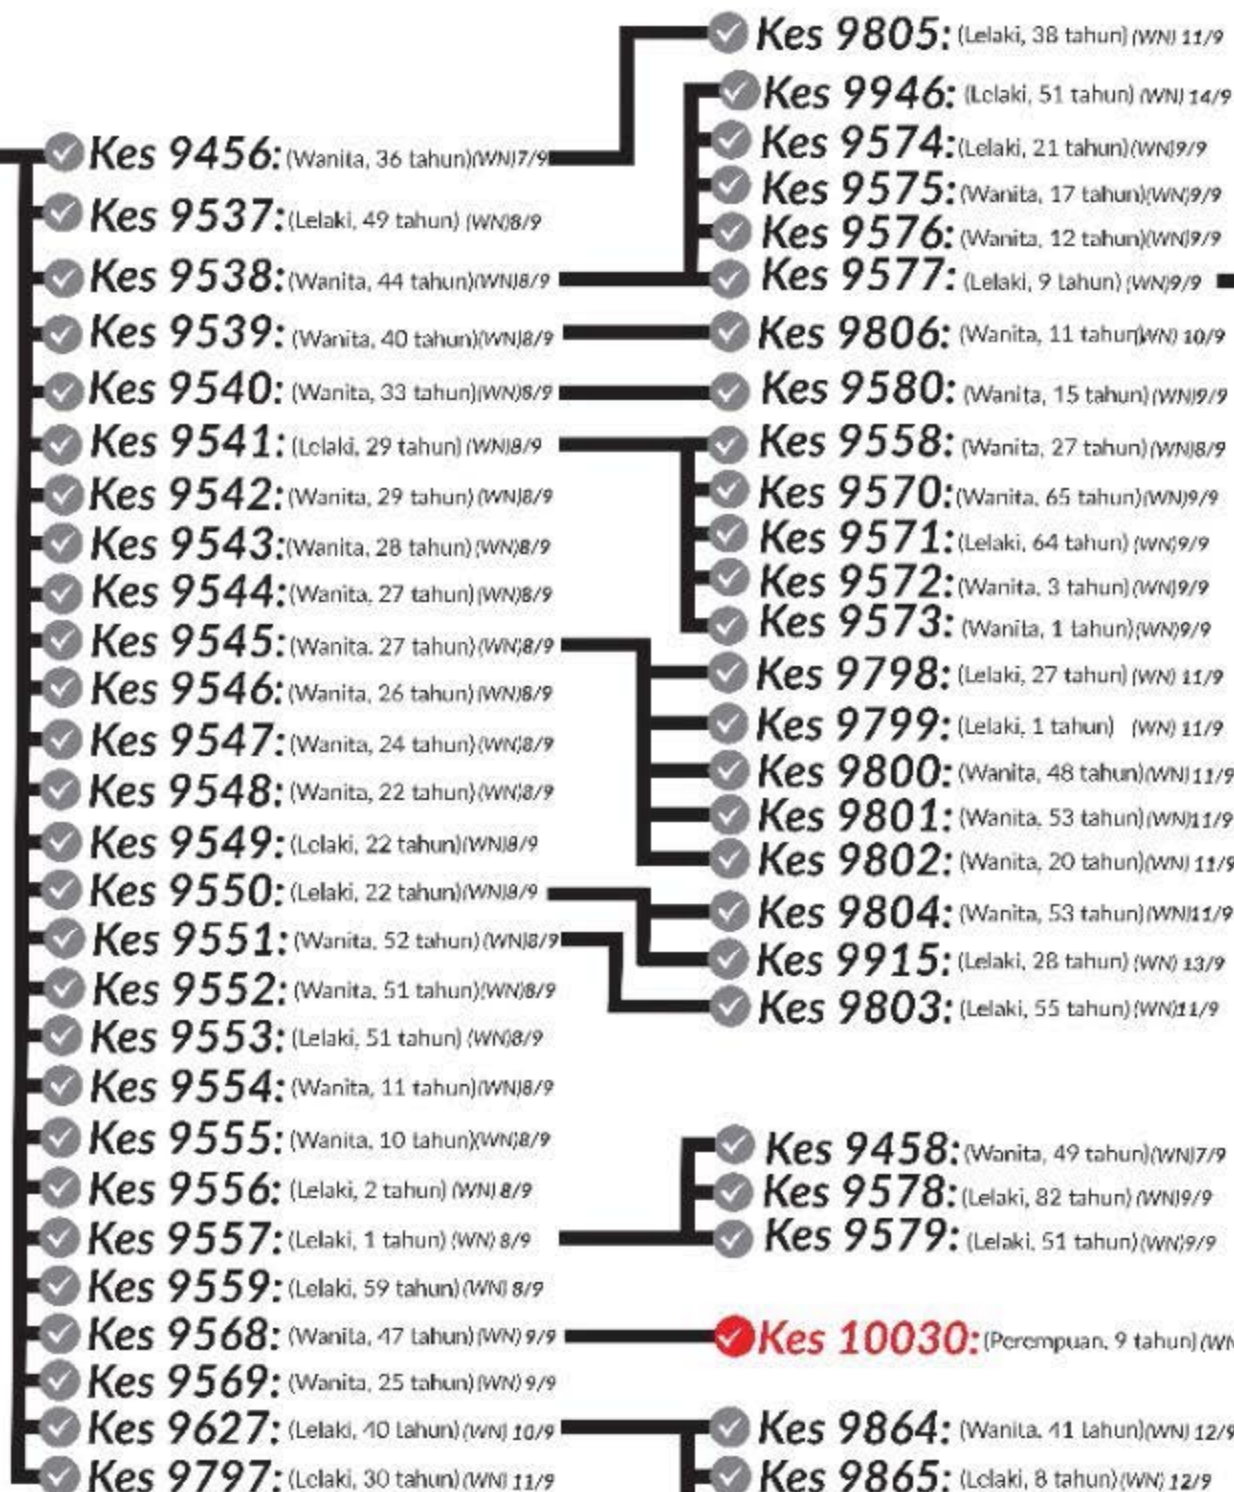 Kes 9456: (Wanita, 36 tahun)(WN)7/9
Kes 9537: (Lelaki, 49 tahun) (WN)8/9
Kes 9538: (Wanita, 44 tahun)(WN)8/9
Kes 9539: (Wanita, 40 tahun)(WN)8/9
Kes 9540: (Wanita, 33 tahun)(WN)8/9
Kes 9541: (Lelaki, 29 tahun) (WN)8/9
Kes 9542: (Wanita, 29 tahun) (WN)8/9
Kes 9543: (Wanita, 28 tahun) (WN)8/9
Kes 9544: (Wanita, 27 tahun) (WN)8/9
Kes 9545: (Wanita. 27 tahun) (WN)8/9
Kes 9546: (Wanita, 26 tahun) (WN)8/9
Kes 9547: (Wanita, 24 tahun) (WN)8/9
Kes 9548: (Wanita, 22 tahun) (WN)8/9
Kes 9549: (Lelaki, 22 tahun)(WN)8/9
Kes 9550: (Lelaki, 22 tahun)(WN)8/9
Kes 9551: (Wanita, 52 tahun) (WN)8/9
Kes 9552: (Wanita, 51 tahun)(WN)8/9
Kes 9553: (Lelaki, 51 tahun) (WN)8/9
Kes 9554: (Wanita, 11 tahun)(WN)8/9
Kes 9555: (Wanita, 10 tahun)(WN)8/9
Kes 9556: (Lelaki, 2 tahun) (WN) 8/9
Kes 9557: (Lelaki, 1 tahun) (WN) 8/9
Kes 9559: (Lelaki, 59 tahun) (WN) 8/9
Kes 9568: (Wanita, 47 tahun) (WN) 9/9
Kes 9569: (Wanita, 25 tahun) (WN) 9/9
Kes 9627: (Lelaki, 40 tahun) (WN) 10/9
Kes 9797: (Lelaki, 30 tahun) (WN) 11/9
Kes 9805: (Lelaki, 38 tahun) (WN) 11/9
Kes 9946: (Lelaki, 51 tahun) (WN) 14/9
Kes 9574: (Lelaki, 21 tahun)(WN)9/9
Kes 9575: (Wanita, 17 tahun)(WN)9/9
Kes 9576: (Wanita, 12 tahun)(WN)9/9
Kes 9577: (Lelaki, 9 tahun) (WN)9/9
Kes 9806: (Wanita, 11 tahun)(WN) 10/9
Kes 9580: (Wanita, 15 tahun)(WN)9/9
Kes 9558: (Wanita, 27 tahun)(WN)8/9
Kes 9570: (Wanita, 65 tahun)(WN)9/9
Kes 9571: (Lelaki, 64 tahun) (WN)9/9
Kes 9572: (Wanita, 3 tahun)(WN)9/9
Kes 9573: (Wanita, 1 tahun)(WN)9/9
Kes 9798: (Lelaki, 27 tahun) (WN) 11/9
Kes 9799: (Lelaki, 1 tahun) (WN) 11/9
Kes 9800: (Wanita, 48 tahun)(WN)11/9
Kes 9801: (Wanita, 53 tahun)(WN)11/9
Kes 9802: (Wanita, 20 tahun)(WN) 11/9
Kes 9804: (Wanita, 53 tahun)(WN)11/9
Kes 9915: (Lelaki, 28 tahun) (WN) 13/9
Kes 9803: (Lelaki, 55 tahun)(WN)11/9
Kes 9458: (Wanita, 49 tahun)(WN)7/9
Kes 9578: (Lelaki, 82 tahun) (WN)9/9
Kes 9579: (Lelaki, 51 tahun)(WN)9/9
Kes 10030: (Perempuan, 9 tahun) (WN
Kes 9864: (Wanita, 41 tahun)(WN) 12/9
Kes 9865: (Lelaki, 8 tahun)(WN) 12/9